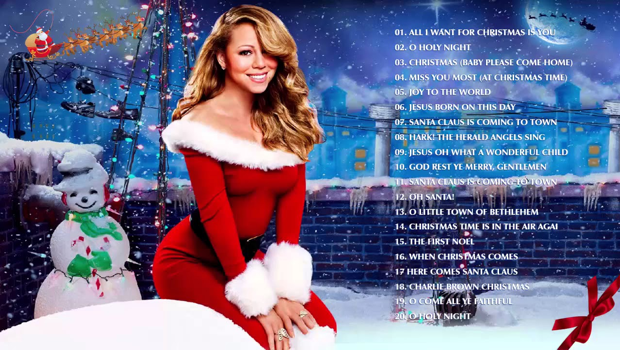 01. ALL I WANT FOR CHRISTMAS IS YOU
02. O HOLY NIGHT
03. CHRISTMAS (BABY PLEASE COME HOME)
04. MISS YOU MOST (AT CHRISTMAS TIME)
05. JOY TO THE WORLD
06. JESUS BORN ON THIS DAY
07. SANTA CLAUS IS COMING TO TOWN
08. HARK! THE HERALD ANGELS SING
09. JESUS OH WHAT A WONDERFUL CHILD
10. GOD REST YE MERRY, GENTLEMEN
11. SANTA CLAUS IS COMING TO TOWN
12. OH SANTA!
13. O LITTLE TOWN OF BETHLEHEM
14. CHRISTMAS TIME IS IN THE AIR AGAI
15. THE FIRST NOEL
16. WHEN CHRISTMAS COMES
17 HERE COMES SANTA CLAUS
18. CHARLIE BROWN CHRISTMAS
19. O COME ALL YE FAITHFUL
20. O HOLY NIGHT